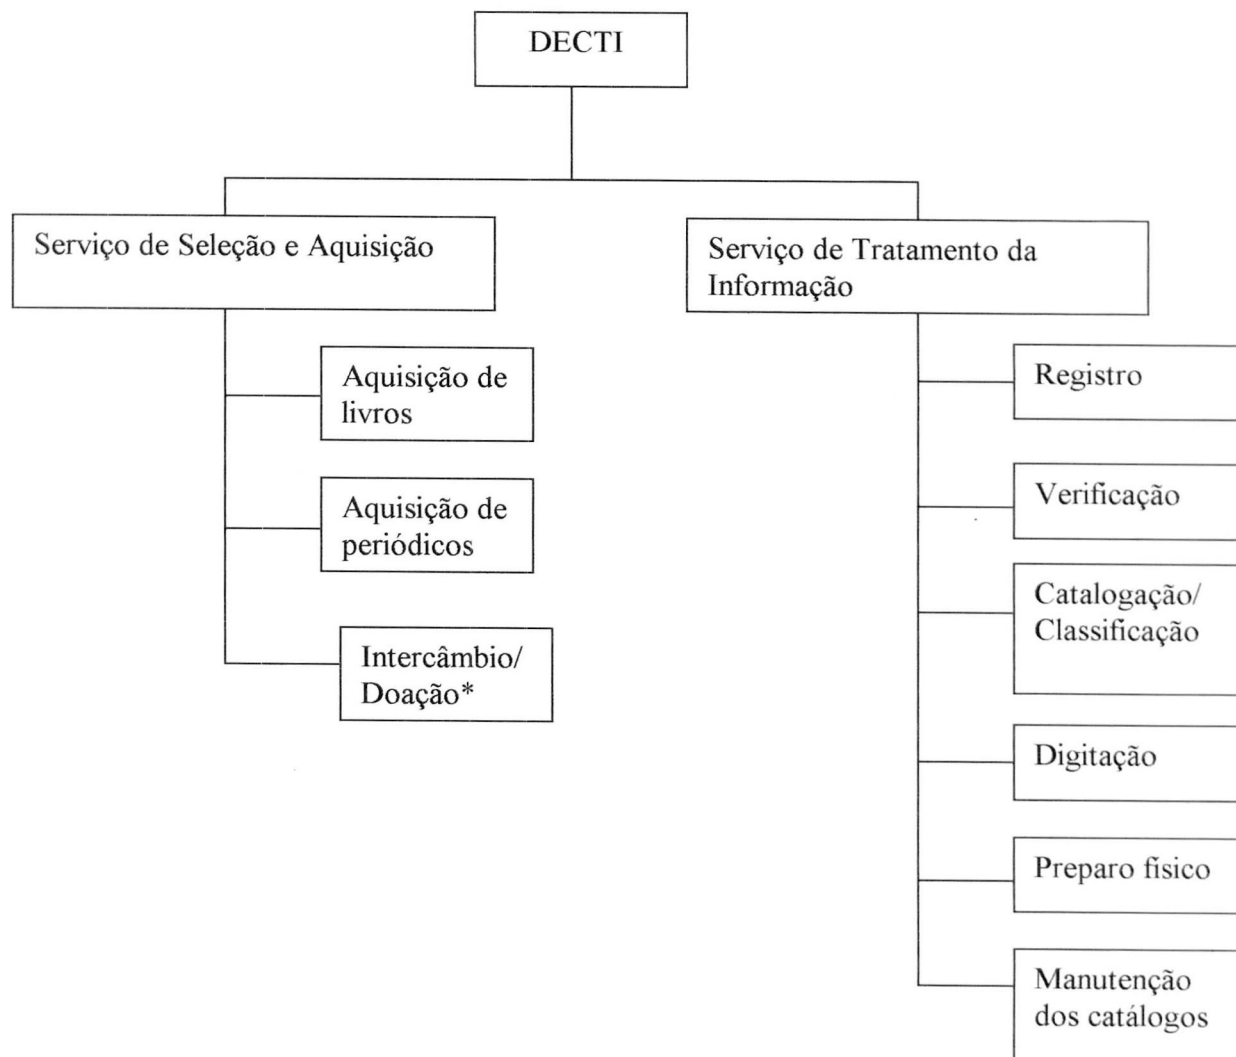 DECTI
Serviço de Seleção e Aquisição
Aquisição de
livros
Aquisição de
periódicos
Intercâmbio/
Doação*
Serviço de Tratamento da
Informação
Registro
Verificação
Catalogação/
Classificação
Digitação
Preparo físico
Manutenção
dos catálogos